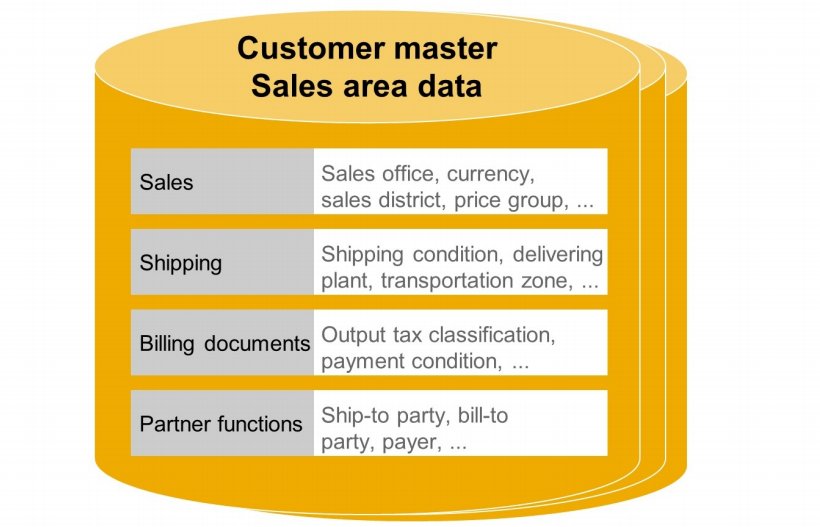 Customer master
Sales area data
Sales
Sales office, currency,
sales district, price group, ...
Shipping
Shipping condition, delivering
plant, transportation zone, ...
Billing documents
Output tax classification,
payment condition, ...
Partner functions
Ship-to party, bill-to
party, payer, ...